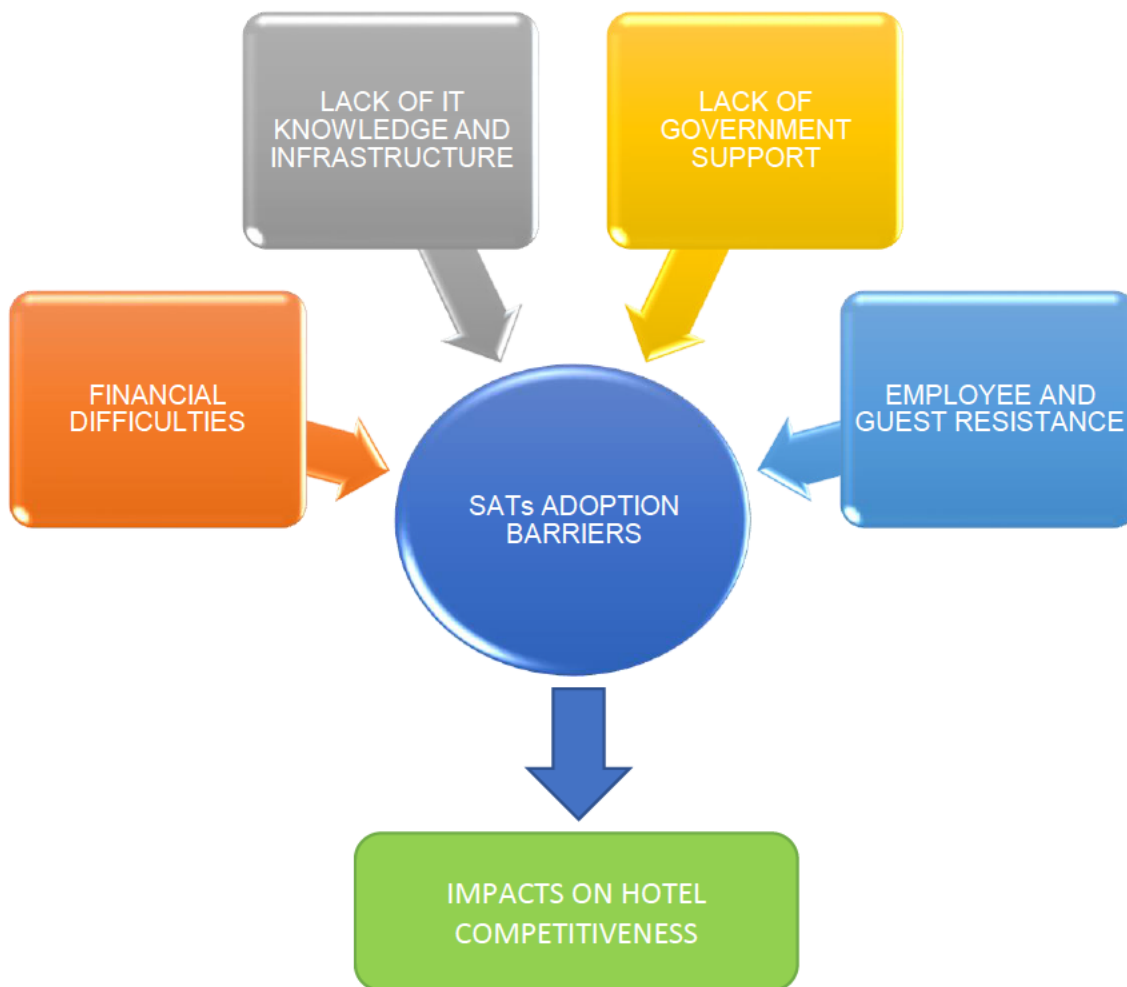 LACK OF IT
KNOWLEDGE AND
INFRASTRUCTURE
LACK OF
GOVERNMENT
SUPPORT
FINANCIAL
DIFFICULTIES
EMPLOYEE AND
GUEST RESISTANCE
SATs ADOPTION
BARRIERS
IMPACTS ON HOTEL
COMPETITIVENESS